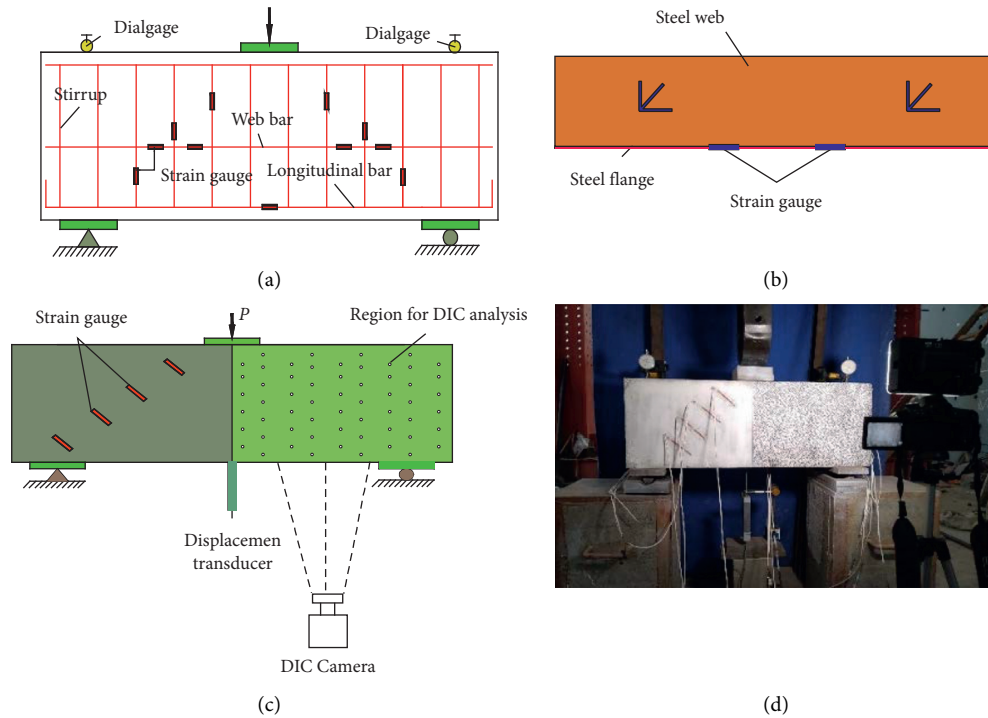 Dialgage
Dialgage
Stirrup
Web bar
Strain gauge
Longitudinal bar
(a)
Steel web
Steel flange
Strain gauge
(b)
P
Strain gauge
Region for DIC analysis
Displacemen
transducer
DIC Camera
(c)
(d)